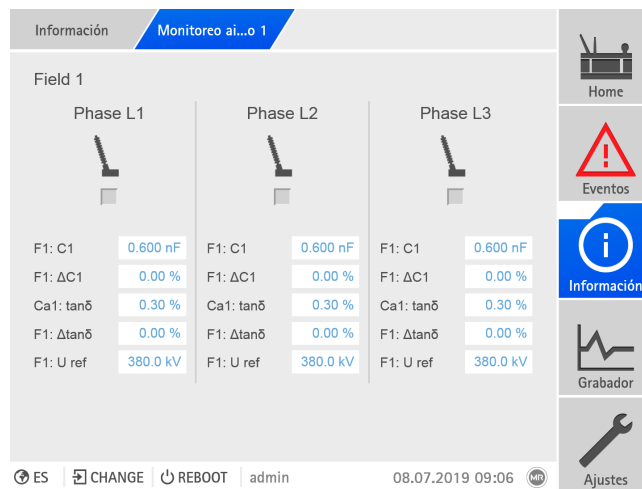 Información
Monitoreo ai...o 1
Field 1
Phase L1
F1: C1 0.600 nF
F1: ΔC1 0.00 %
Ca1: tanδ 0.30 %
F1: Δtanδ 0.00 %
F1: U ref 380.0 kV
Phase L2
F1: C1 0.600 nF
F1: ΔC1 0.00 %
Ca1: tanδ 0.30 %
F1: Δtanδ 0.00 %
F1: U ref 380.0 kV
Phase L3
F1: C1 0.600 nF
F1: ΔC1 0.00 %
Ca1: tanδ 0.30 %
F1: Δtanδ 0.00 %
F1: U ref 380.0 kV
Home
Eventos
Información
Grabador
Ajustes
ES CHANGE REBOOT admin 08.07.2019 09:06 MR